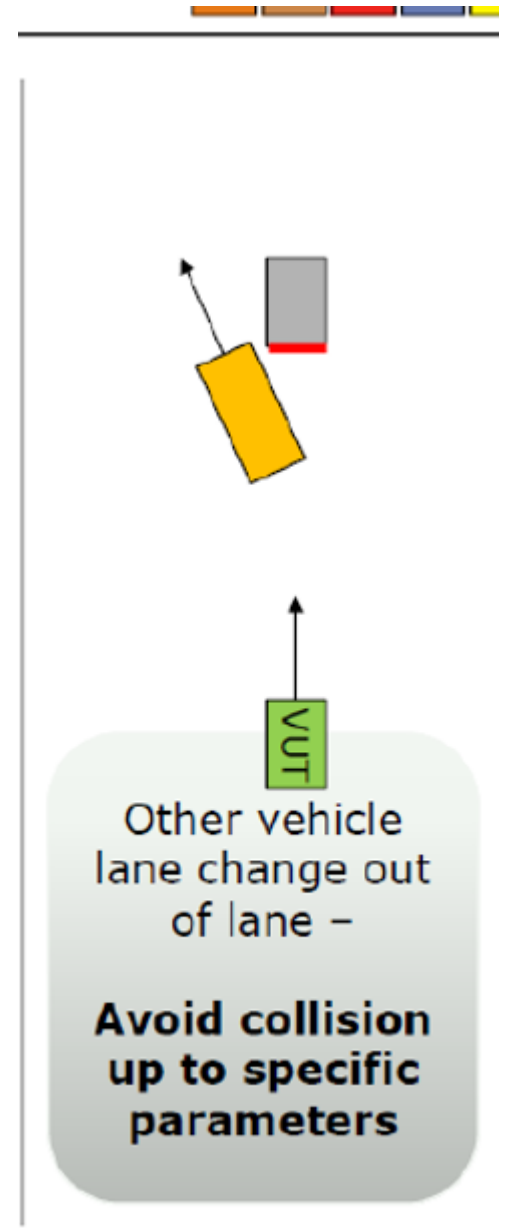 VUT
Other vehicle
lane change out
of lane –
Avoid collision
up to specific
parameters